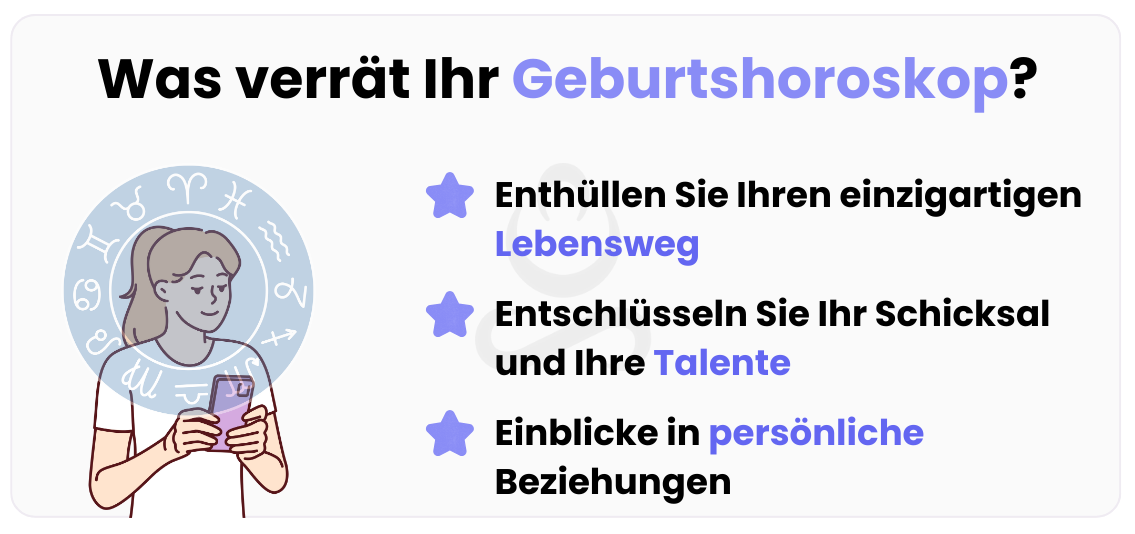 Was verrät Ihr Geburtshoroskop?
Enthüllen Sie Ihren einzigartigen
Lebensweg
Entschlüsseln Sie Ihr Schicksal
und Ihre Talente
Einblicke in persönliche
Beziehungen